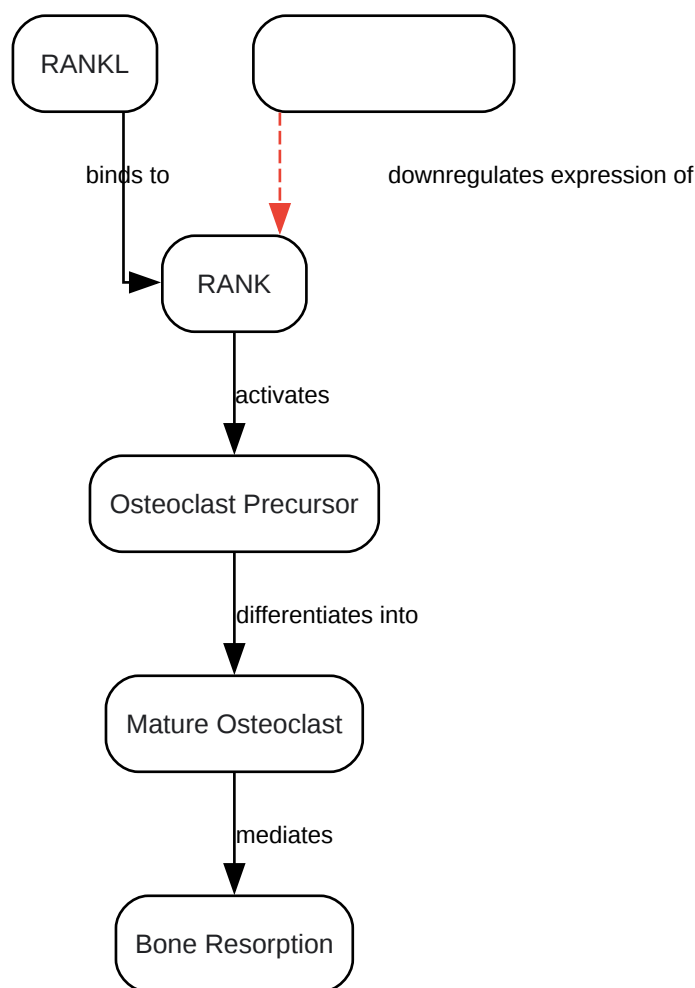 RANKL
binds to
downregulates expression of
RANK
activates
Osteoclast Precursor
differentiates into
Mature Osteoclast
mediates
Bone Resorption